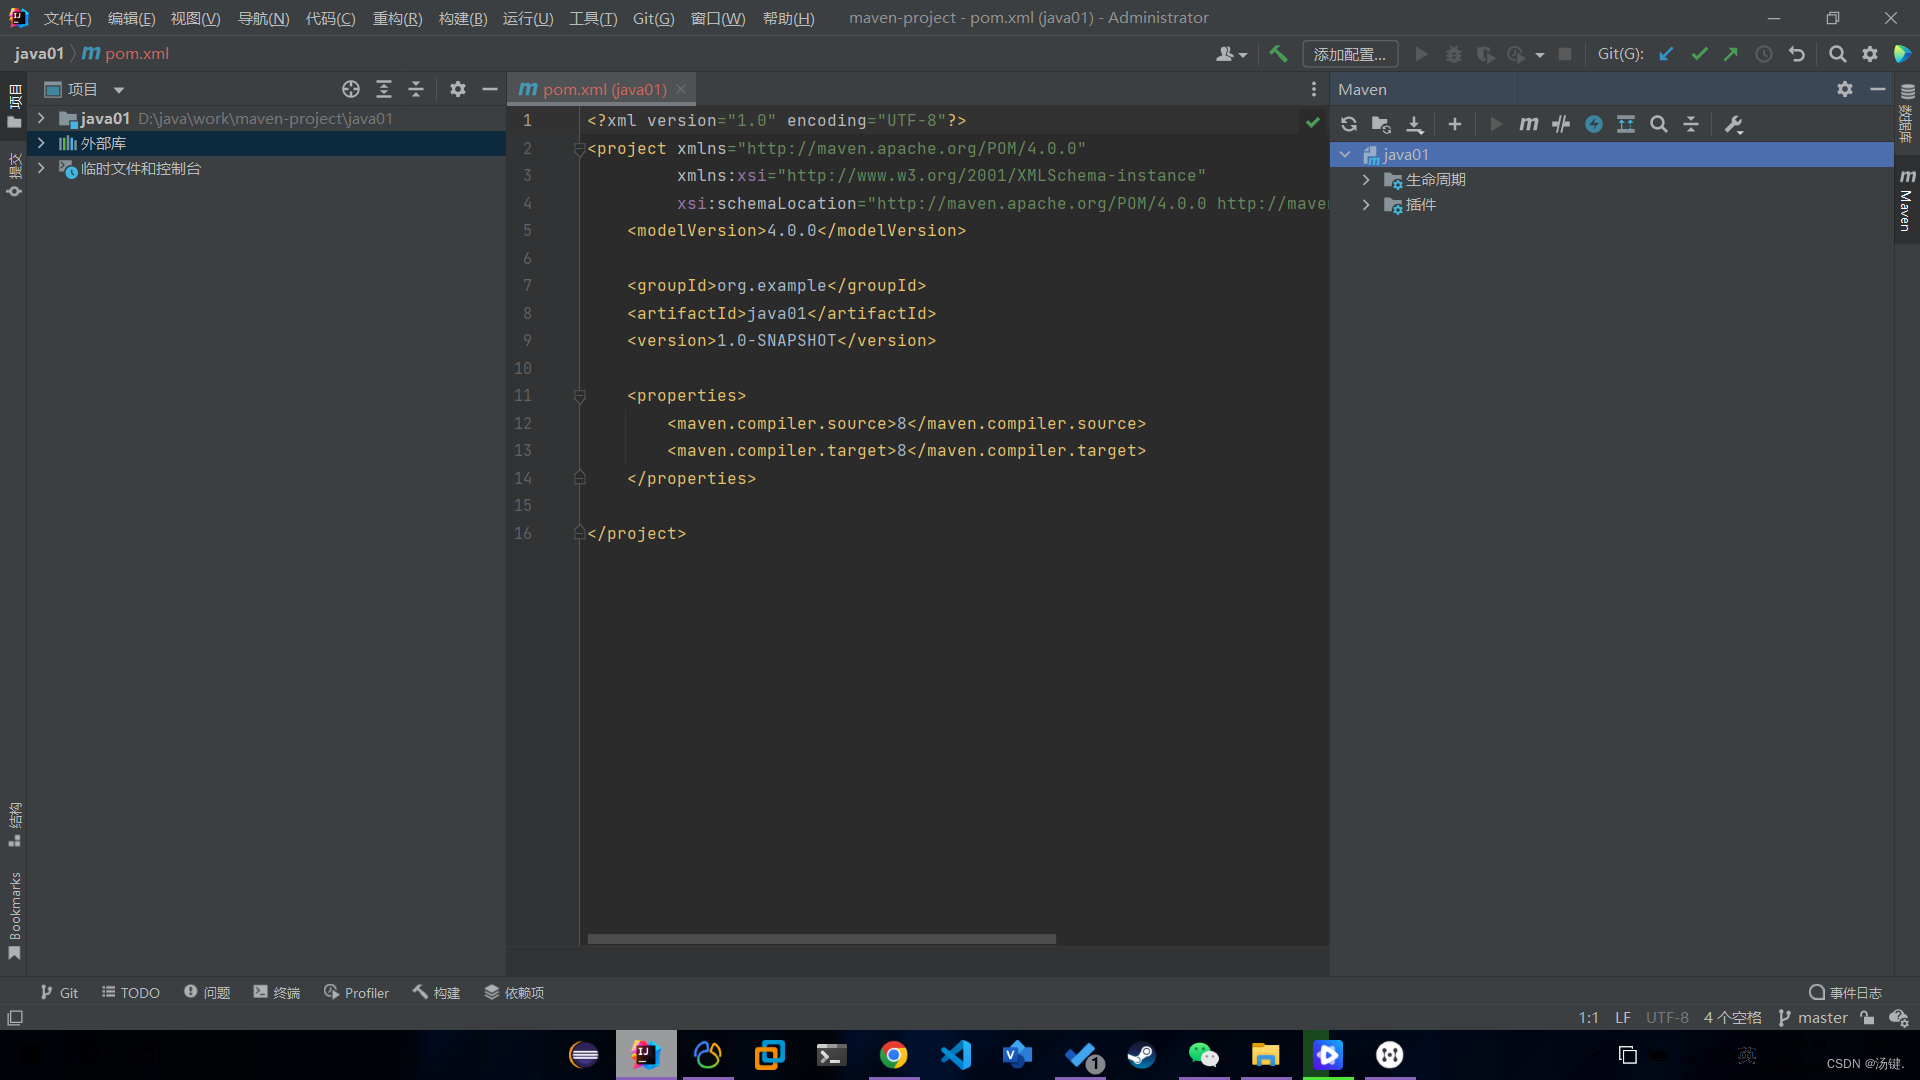 文件(F) 编辑(E) 视图(V) 导航(N) 代码(C) 重构(R) 构建(B) 运行(U) 工具(T) Git(G) 窗口(W) 帮助(H) maven-project - pom.xml (java01) - Administrator
java01 pom.xml 添加配置... Git(G):
项目
提交
结构
Bookmarks
项目
java01 D:\java\work\maven-project\java01
外部库
临时文件和控制台
pom.xml (java01)
1 <?xml version="1.0" encoding="UTF-8"?>
2 <project xmlns="http://maven.apache.org/POM/4.0.0"
3 xmlns:xsi="http://www.w3.org/2001/XMLSchema-instance"
4 xsi:schemaLocation="http://maven.apache.org/POM/4.0.0 http://mave
5 <modelVersion>4.0.0</modelVersion>
6
7 <groupId>org.example</groupId>
8 <artifactId>java01</artifactId>
9 <version>1.0-SNAPSHOT</version>
10
11 <properties>
12 <maven.compiler.source>8</maven.compiler.source>
13 <maven.compiler.target>8</maven.compiler.target>
14 </properties>
15
16 </project>
Maven
java01
生命周期
插件
数据库
Maven
Git TODO 问题 终端 Profiler 构建 依赖项 事件日志
1:1 LF UTF-8 4 个空格 master
1
英
CSDN @汤键.